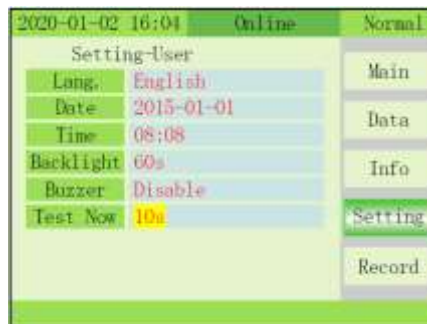 2020-01-02 16:04 Online Normal
Setting-User
Lang. English
Date 2015-01-01
Time 08:08
Backlight 60s
Buzzer Disable
Test Now 10s
Main
Data
Info
Setting
Record